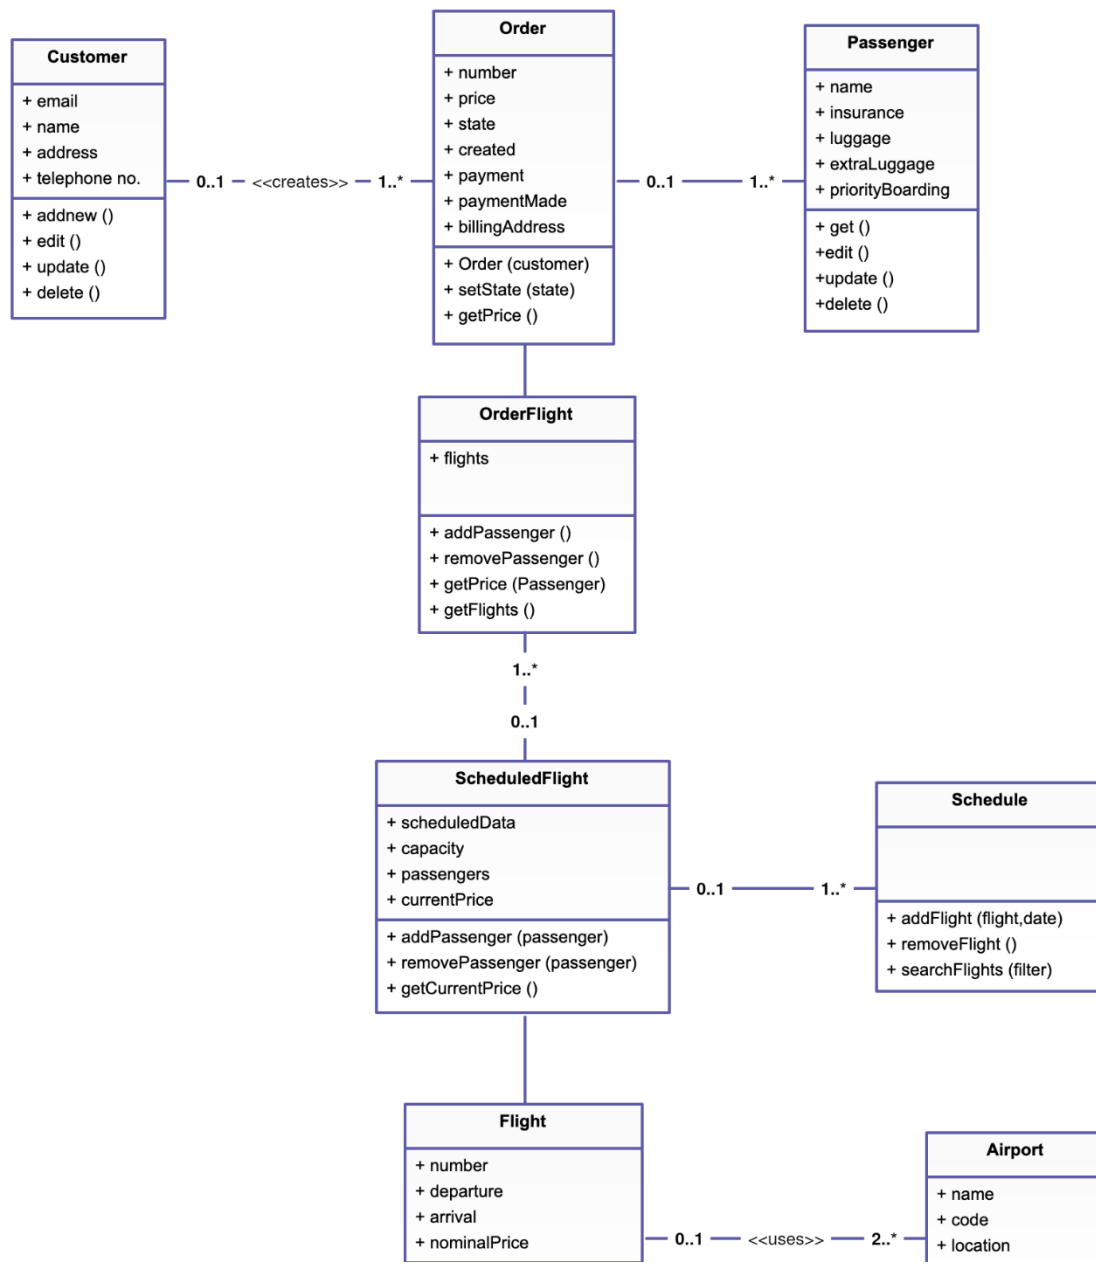 Customer
+ email
+ name
+ address
+ telephone no.
+ addnew ()
+ edit ()
+ update ()
+ delete ()
0..1 <<creates>> 1..*
Order
+ number
+ price
+ state
+ created
+ payment
+ paymentMade
+ billingAddress
+ Order (customer)
+ setState (state)
+ getPrice ()
0..1 1..*
Passenger
+ name
+ insurance
+ luggage
+ extraLuggage
+ priorityBoarding
+ get ()
+edit ()
+update ()
+delete ()
OrderFlight
+ flights
+ addPassenger ()
+ removePassenger ()
+ getPrice (Passenger)
+ getFlights ()
1..*
0..1
ScheduledFlight
+ scheduledData
+ capacity
+ passengers
+ currentPrice
+ addPassenger (passenger)
+ removePassenger (passenger)
+ getCurrentPrice ()
0..1 1..*
Schedule
+ addFlight (flight,date)
+ removeFlight ()
+ searchFlights (filter)
Flight
+ number
+ departure
+ arrival
+ nominalPrice
0..1 <<uses>> 2..*
Airport
+ name
+ code
+ location